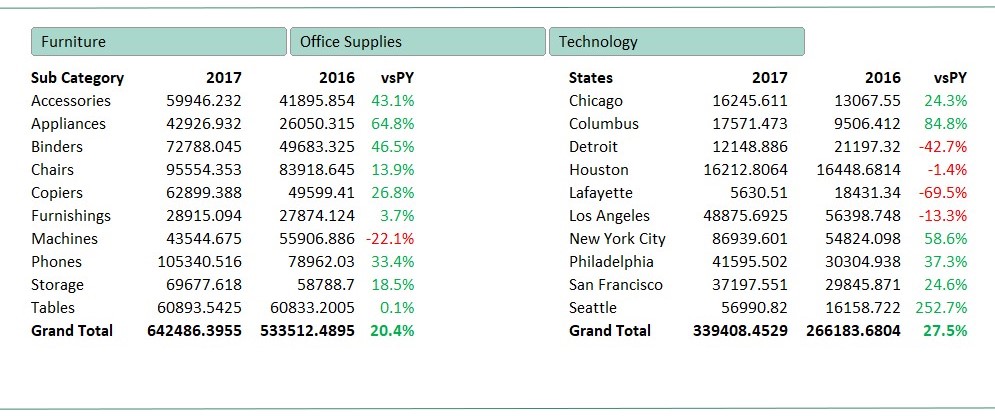 Furniture Office Supplies Technology
Sub Category 2017 2016 vsPY States 2017 2016 vsPY
Accessories 59946.232 41895.854 43.1% Chicago 16245.611 13067.55 24.3%
Appliances 42926.932 26050.315 64.8% Columbus 17571.473 9506.412 84.8%
Binders 72788.045 49683.325 46.5% Detroit 12148.886 21197.32 -42.7%
Chairs 95554.353 83918.645 13.9% Houston 16212.8064 16448.6814 -1.4%
Copiers 62899.388 49599.41 26.8% Lafayette 5630.51 18431.34 -69.5%
Furnishings 28915.094 27874.124 3.7% Los Angeles 48875.6925 56398.748 -13.3%
Machines 43544.675 55906.886 -22.1% New York City 86939.601 54824.098 58.6%
Phones 105340.516 78962.03 33.4% Philadelphia 41595.502 30304.938 37.3%
Storage 69677.618 58788.7 18.5% San Francisco 37197.551 29845.871 24.6%
Tables 60893.5425 60833.2005 0.1% Seattle 56990.82 16158.722 252.7%
Grand Total 642486.3955 533512.4895 20.4% Grand Total 339408.4529 266183.6804 27.5%